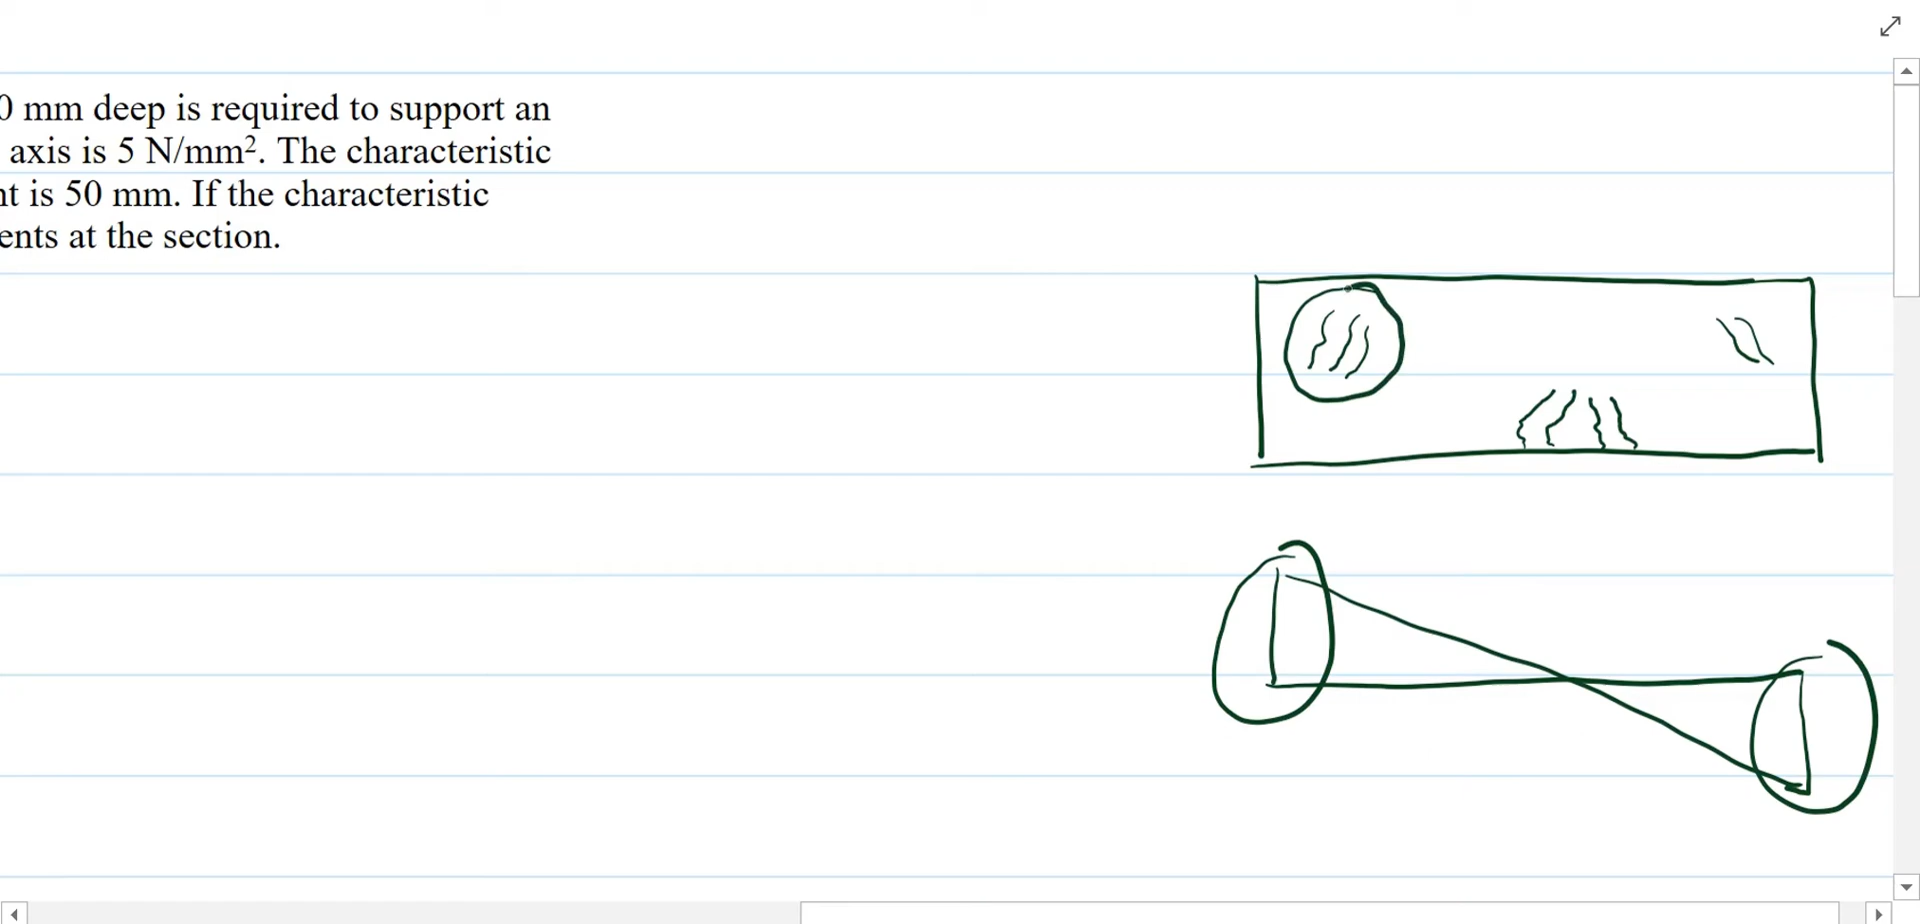 0 mm deep is required to support an
axis is 5 N/mm². The characteristic
nt is 50 mm. If the characteristic
ents at the section.